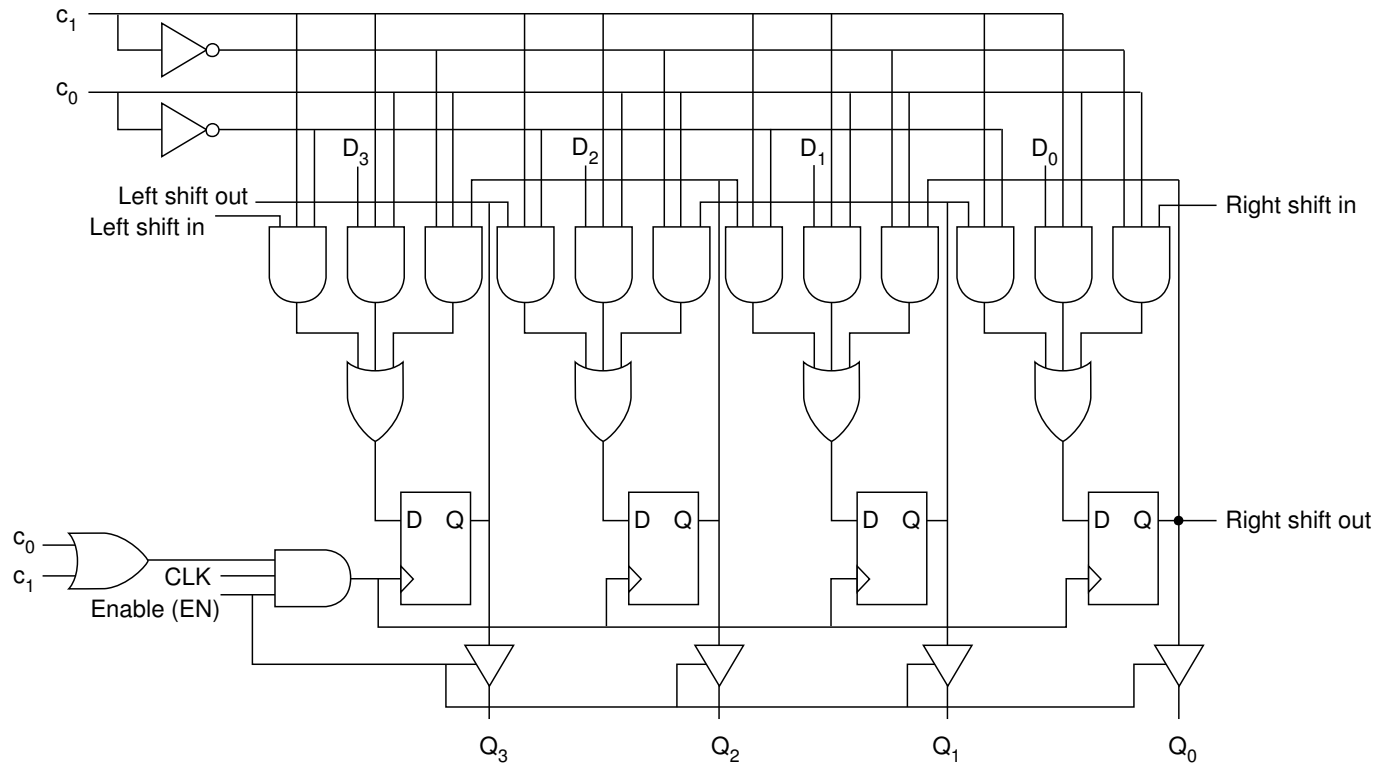 c1
c0
D3
D2
D1
D0
Left shift out
Left shift in
Right shift in
D Q
D Q
D Q
D Q
Right shift out
c0
c1
CLK
Enable (EN)
Q3
Q2
Q1
Q0